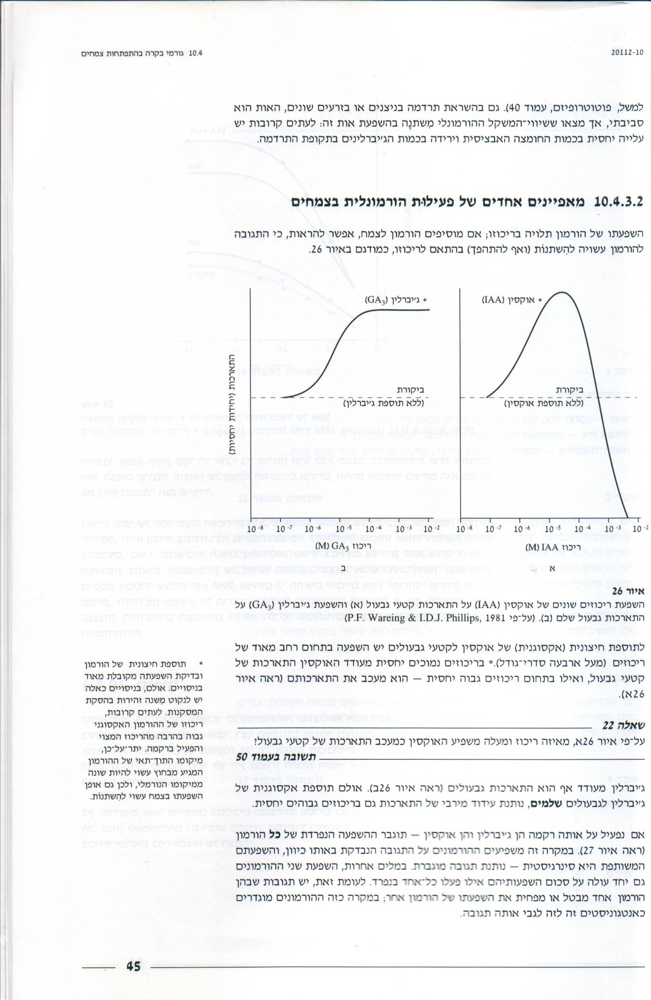 20112-10
10.4 גורמי בקרה בהתפתחות צמחים
למשל, פוטוטרופיזם, עמוד 40). גם בהשראת תרדמה בניצנים או בזרעים שונים, האות הוא
סביבתי, אך מצאו ששיווי־המשקל ההורמונלי מִשתנֶה בהשפעת אות זה: לעתים קרובות יש
עלייה יחסית בכמות החומצה האבציסית וירידה בכמות הג׳יברלינים בתקופת התרדמה.
10.4.3.2 מאפיינים אחדים של פעילוּת הורמונלית בצמחים
השפעתו של הורמון תלויה בריכוזו; אם מוסיפים הורמון לצמח, אפשר להראות, כי התגובה
להורמון עשויה להִשתנוֹת (ואף להתהפך) בהתאם לריכוזו, כמודגם באיור 26.
+ אוקסין (IAA)
ביקורת
(ללא תוספת אוקסין)
10⁻⁸ 10⁻⁷ 10⁻⁶ 10⁻⁵ 10⁻⁴ 10⁻³ 10⁻²
ריכוז IAA (M)
א
+ ג׳יברלין (GA₃)
ביקורת
(ללא תוספת ג׳יברלין)
התארכות (יחידות יחסיות)
10⁻⁸ 10⁻⁷ 10⁻⁶ 10⁻⁵ 10⁻⁴ 10⁻³ 10⁻²
ריכוז GA₃ (M)
ב
איור 26
השפעת ריכוזים שונים של אוקסין (IAA) על התארכות קטעי גבעול (א) והשפעת ג׳יברלין (GA₃) על
התארכות גבעול שלם (ב). (על־פי P.F. Wareing & I.D.J. Phillips, 1981)
לתוספת חיצונית (אקסוגנית) של אוקסין לקטעי גבעולים יש השפעה בתחום רחב מאוד של
ריכוזים (מעל ארבעה סדרי־גודל).* בריכוזים נמוכים יחסית מעודד האוקסין התארכות של
קטעי גבעול, ואילו בתחום ריכוזים גבוה יחסית — הוא מעכב את התארכותם (ראה איור
26א).
* תוספת חיצונית של הורמון
ובדיקת השפעתה מקובלת מאוד
בניסויים. אולם, בניסויים כאלה
יש לנקוט מִשנה זהירות בהסקת
המסקנות. לעתים קרובות,
ריכוזו של ההורמון האקסוגני
גבוה בהרבה מהריכוז המצוי
והפעיל ברקמה. יתר־על־כן,
מיקומו התוך־תאי של ההורמון
המגיע מבחוץ עשוי להיות שונה
ממיקומו הנורמלי, ולכן גם אופן
השפעתו בצמח עשוי להִשתנוֹת.
שאלה 22
על־פי איור 26א, מאיזה ריכוז ומעלה משפיע האוקסין כמעכב התארכות של קטעי גבעול?
תשובה בעמוד 50
ג׳יברלין מעודד אף הוא התארכות גבעולים (ראה איור 26ב). אולם תוספת אקסוגנית של
ג׳יברלין לגבעולים שלמים, נותנת עידוד מירבי של התארכות גם בריכוזים גבוהים יחסית.
אם נפעיל על אותה רקמה הן ג׳יברלין והן אוקסין — תוגבר ההשפעה הנפרדת של כל הורמון
(ראה איור 27). במקרה זה משפיעים ההורמונים על התגובה הנבדקת באותו כיוון, והשפעתם
המשותפת היא סינרגיסטית — נותנת תגובה מוגברת. במלים אחרות, השפעת שני ההורמונים
גם יחד עולה על סכום השפעותיהם אילו פעלו כל־אחד בנפרד. לעומת זאת, יש תגובות שבהן
הורמון אחד מבטל או מפחית את השפעתו של הורמון אחר; במקרה כזה ההורמונים מוגדרים
כאנטגוניסטים זה לזה לגבי אותה תגובה.
45